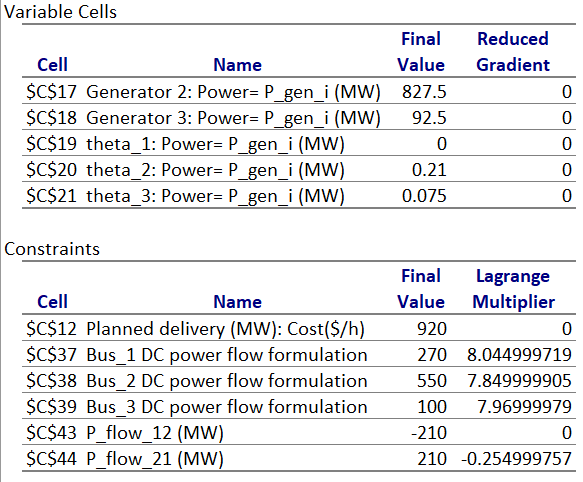 Variable Cells
Final Reduced
Cell Name Value Gradient
$C$17 Generator 2: Power= P_gen_i (MW) 827.5 0
$C$18 Generator 3: Power= P_gen_i (MW) 92.5 0
$C$19 theta_1: Power= P_gen_i (MW) 0 0
$C$20 theta_2: Power= P_gen_i (MW) 0.21 0
$C$21 theta_3: Power= P_gen_i (MW) 0.075 0
Constraints
Final Lagrange
Cell Name Value Multiplier
$C$12 Planned delivery (MW): Cost($/h) 920 0
$C$37 Bus_1 DC power flow formulation 270 8.044999719
$C$38 Bus_2 DC power flow formulation 550 7.849999905
$C$39 Bus_3 DC power flow formulation 100 7.96999979
$C$43 P_flow_12 (MW) -210 0
$C$44 P_flow_21 (MW) 210 -0.254999757